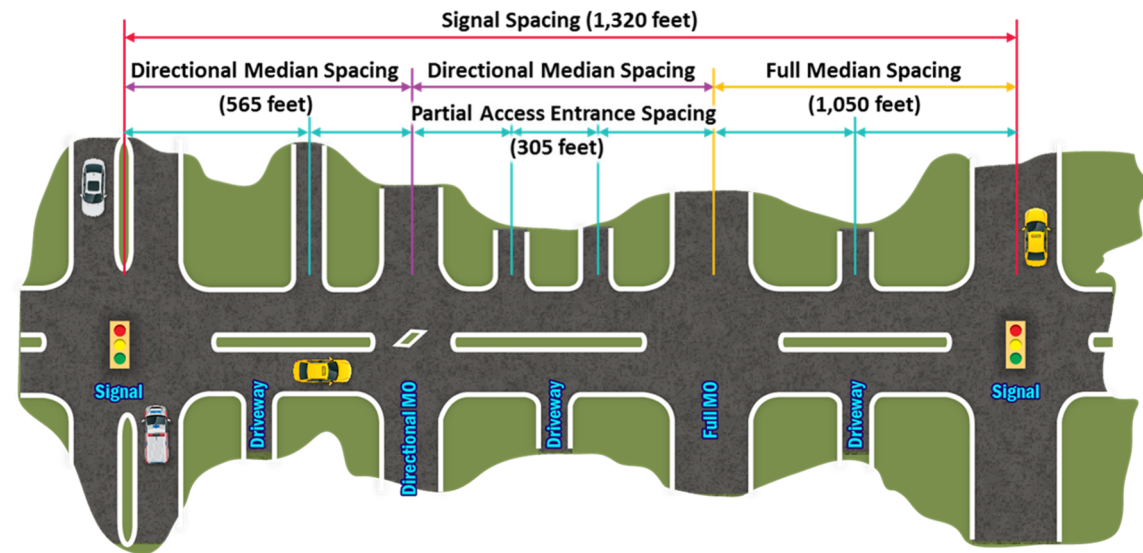 Signal Spacing (1,320 feet)
Directional Median Spacing
Directional Median Spacing
Full Median Spacing
(565 feet)
Partial Access Entrance Spacing
(1,050 feet)
(305 feet)
Signal
Driveway
Directional MO
Driveway
Full MO
Driveway
Signal